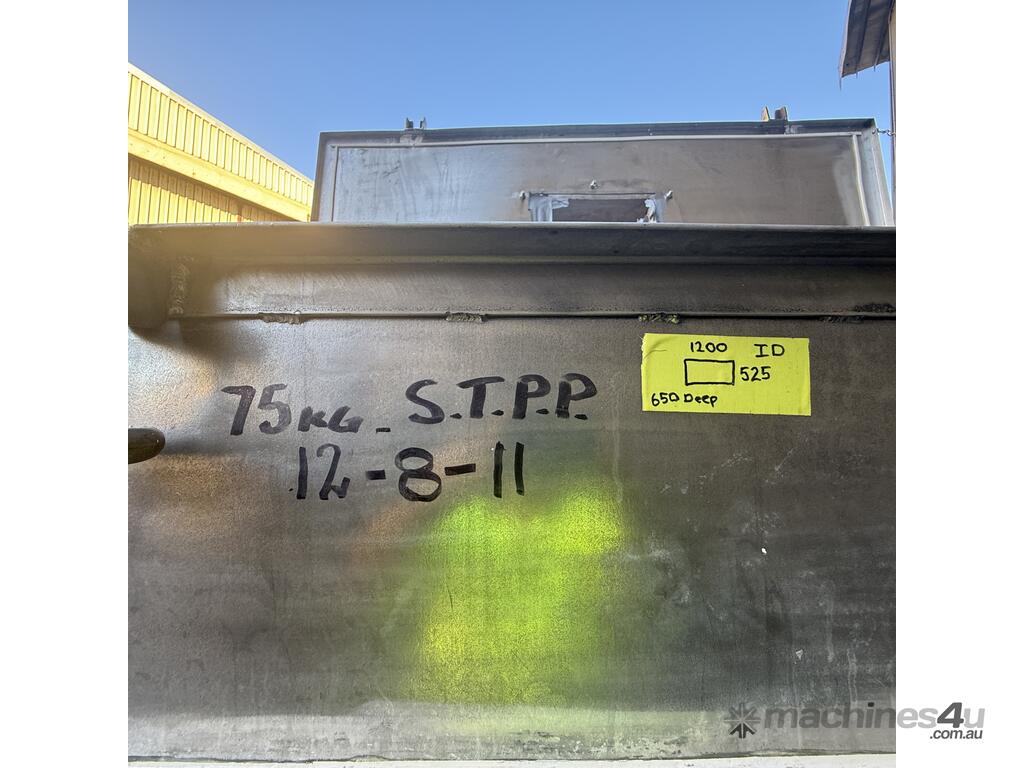 1200 ID
525
650 Deep
75KG - S.T.P.P.
12-8-11
machines4u
.com.au